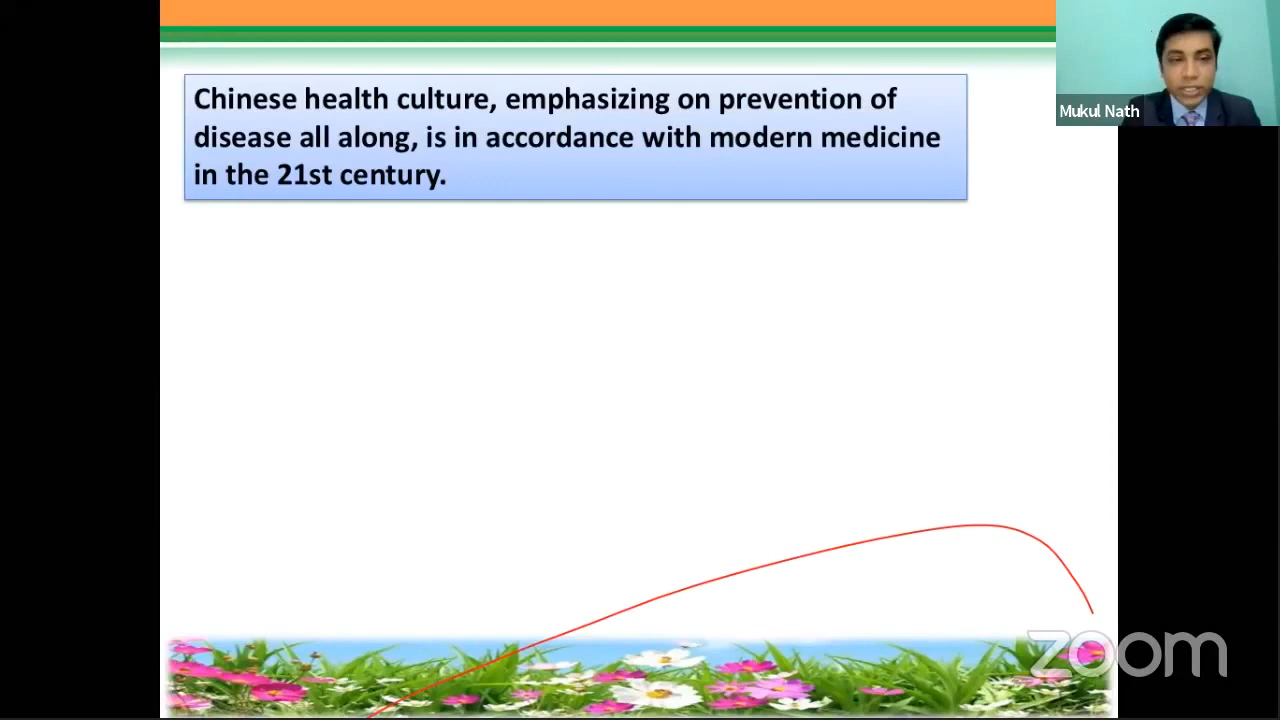 Chinese health culture, emphasizing on prevention of
disease all along, is in accordance with modern medicine
in the 21st century.
Mukul Nath
zoom